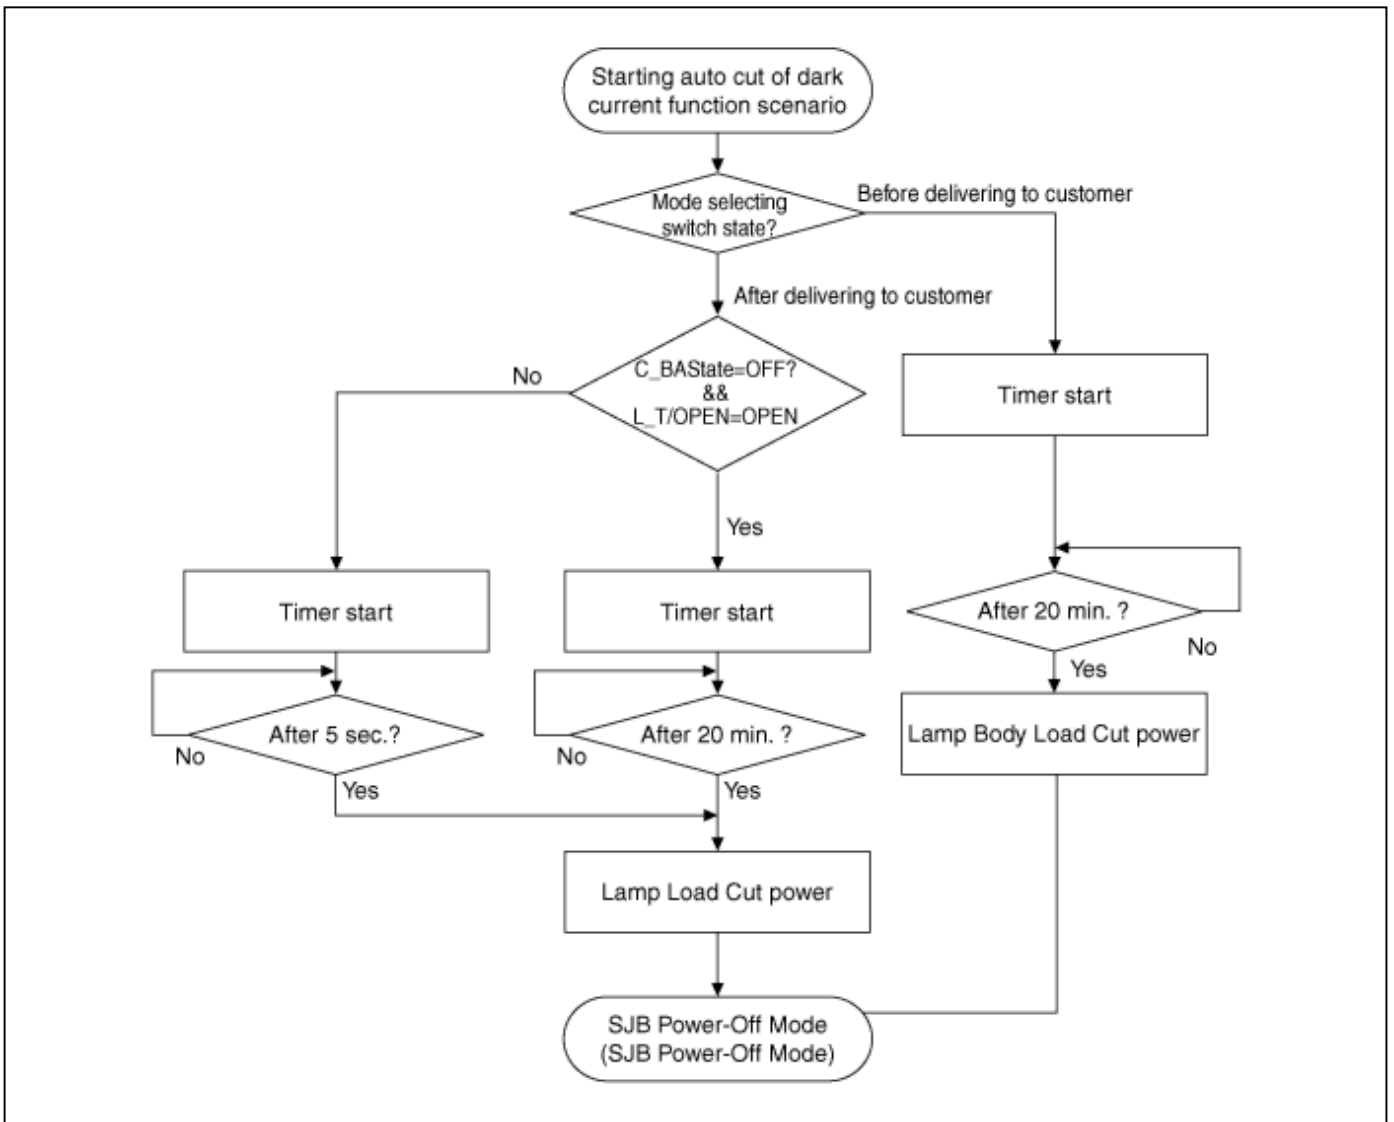 Starting auto cut of dark
current function scenario
Mode selecting
switch state?
Before delivering to customer
After delivering to customer
C_BAState=OFF?
&&
L_T/OPEN=OPEN
No
Yes
Timer start
Timer start
Timer start
After 20 min. ?
No
Yes
After 5 sec.?
No
Yes
After 20 min. ?
No
Yes
Lamp Body Load Cut power
Lamp Load Cut power
SJB Power-Off Mode
(SJB Power-Off Mode)